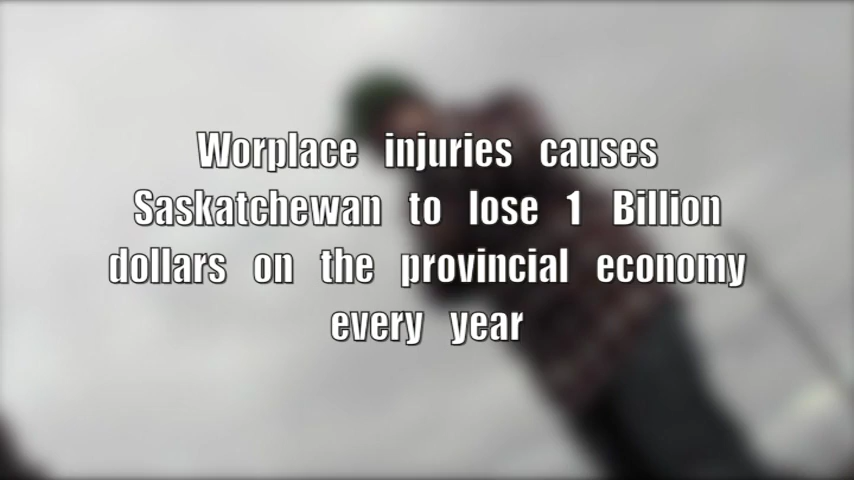 Worplace injuries causes
Saskatchewan to lose 1 Billion
dollars on the provincial economy
every year